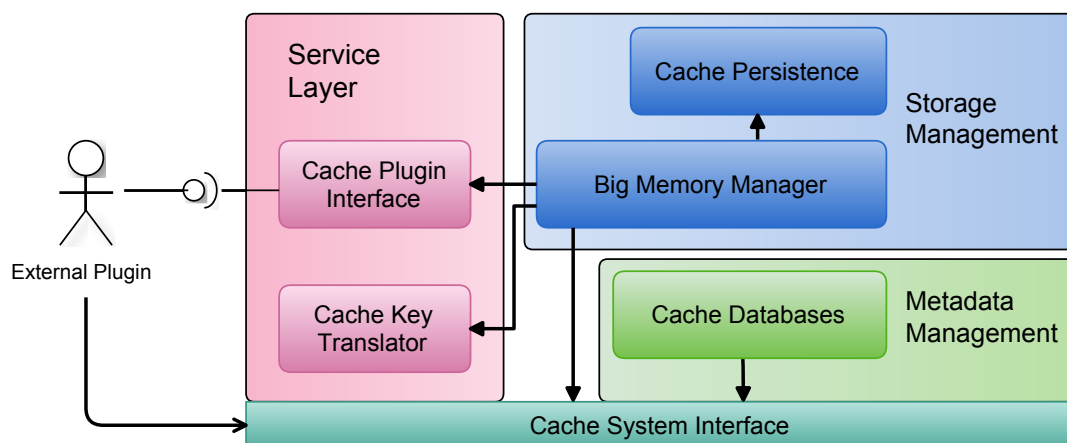 Service
Layer
Cache Persistence
Storage
Management
Cache Plugin
Interface
Big Memory Manager
External Plugin
Cache Key
Translator
Cache Databases
Metadata
Management
Cache System Interface